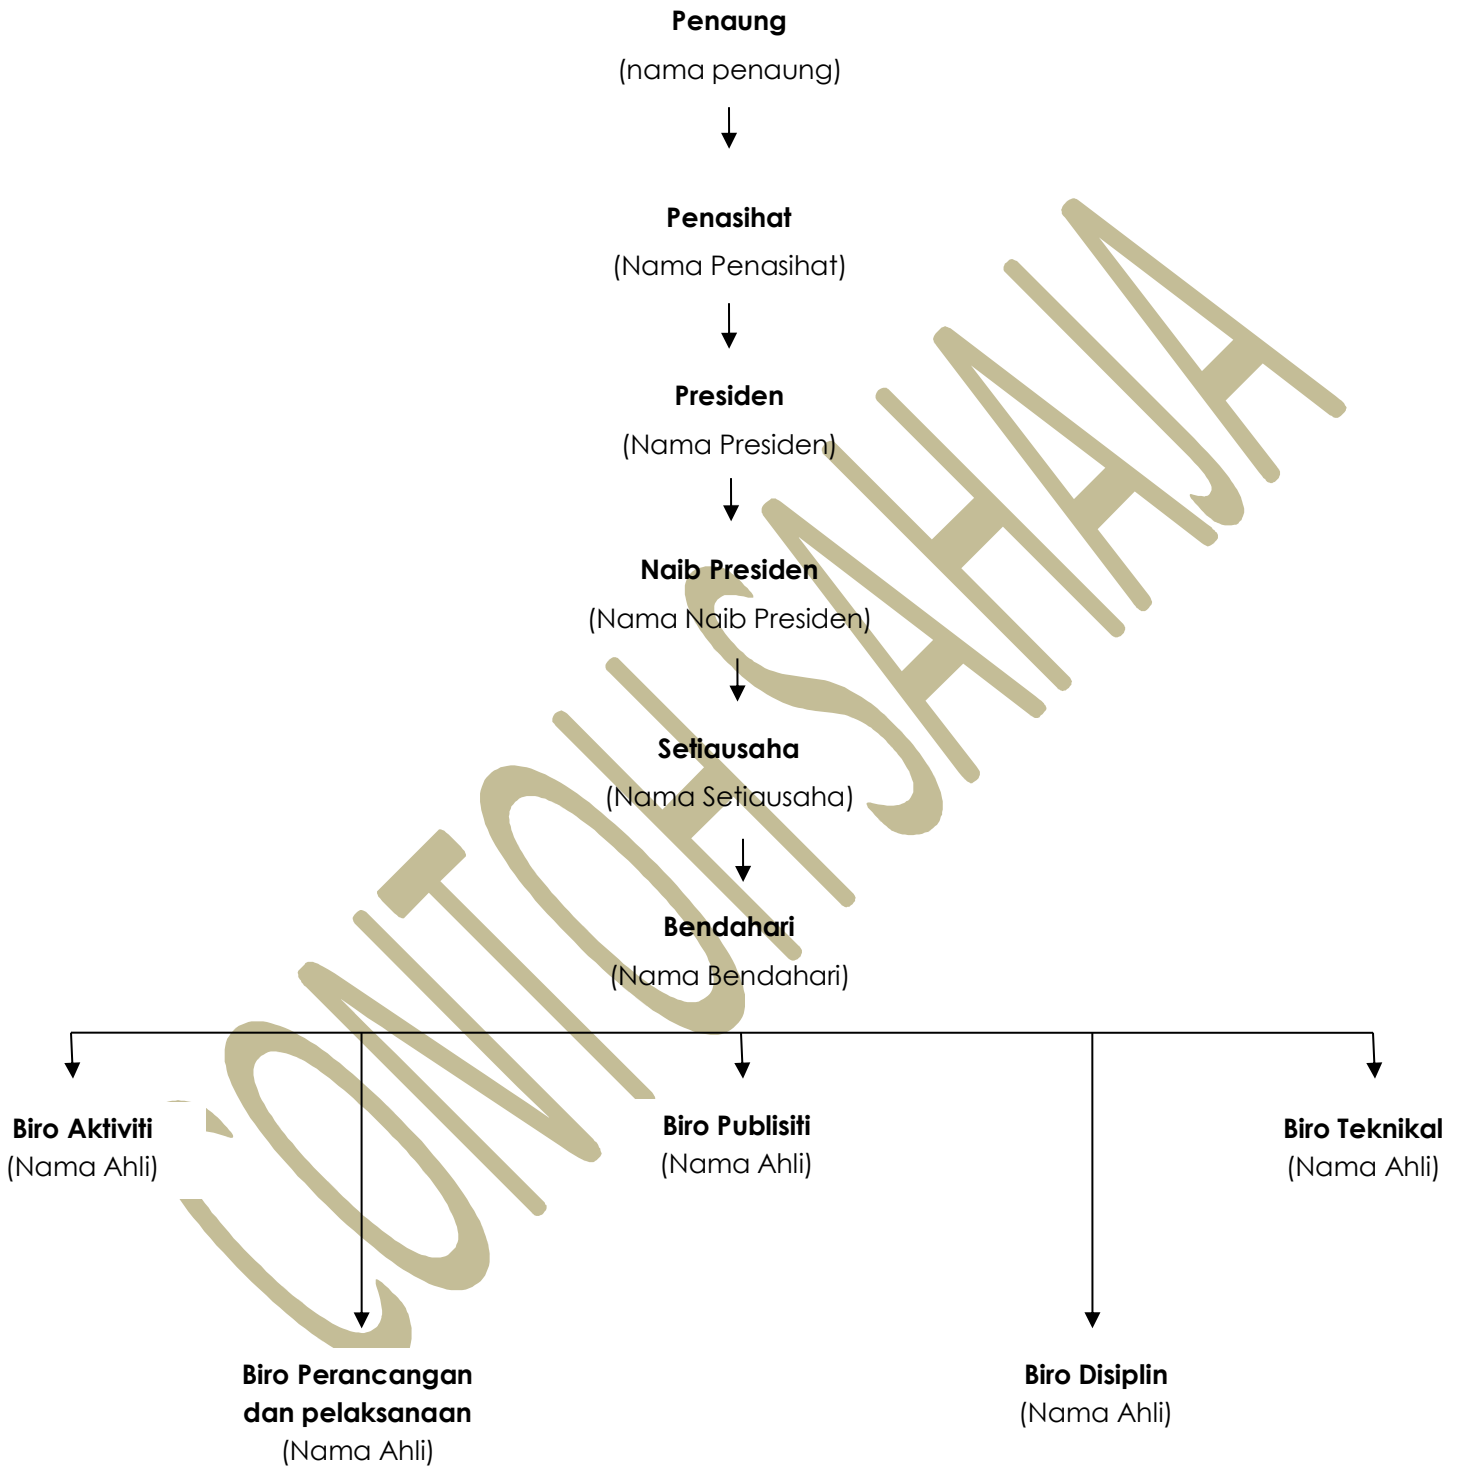 Penaung
(nama penaung)
Penasihat
(Nama Penasihat)
Presiden
(Nama Presiden)
Naib Presiden
(Nama Naib Presiden)
Setiausaha
(Nama Setiausaha)
Bendahari
(Nama Bendahari)
Biro Aktiviti
(Nama Ahli)
Biro Publisiti
(Nama Ahli)
Biro Teknikal
(Nama Ahli)
Biro Perancangan
dan pelaksanaan
(Nama Ahli)
Biro Disiplin
(Nama Ahli)
CONTOH SAHAJA